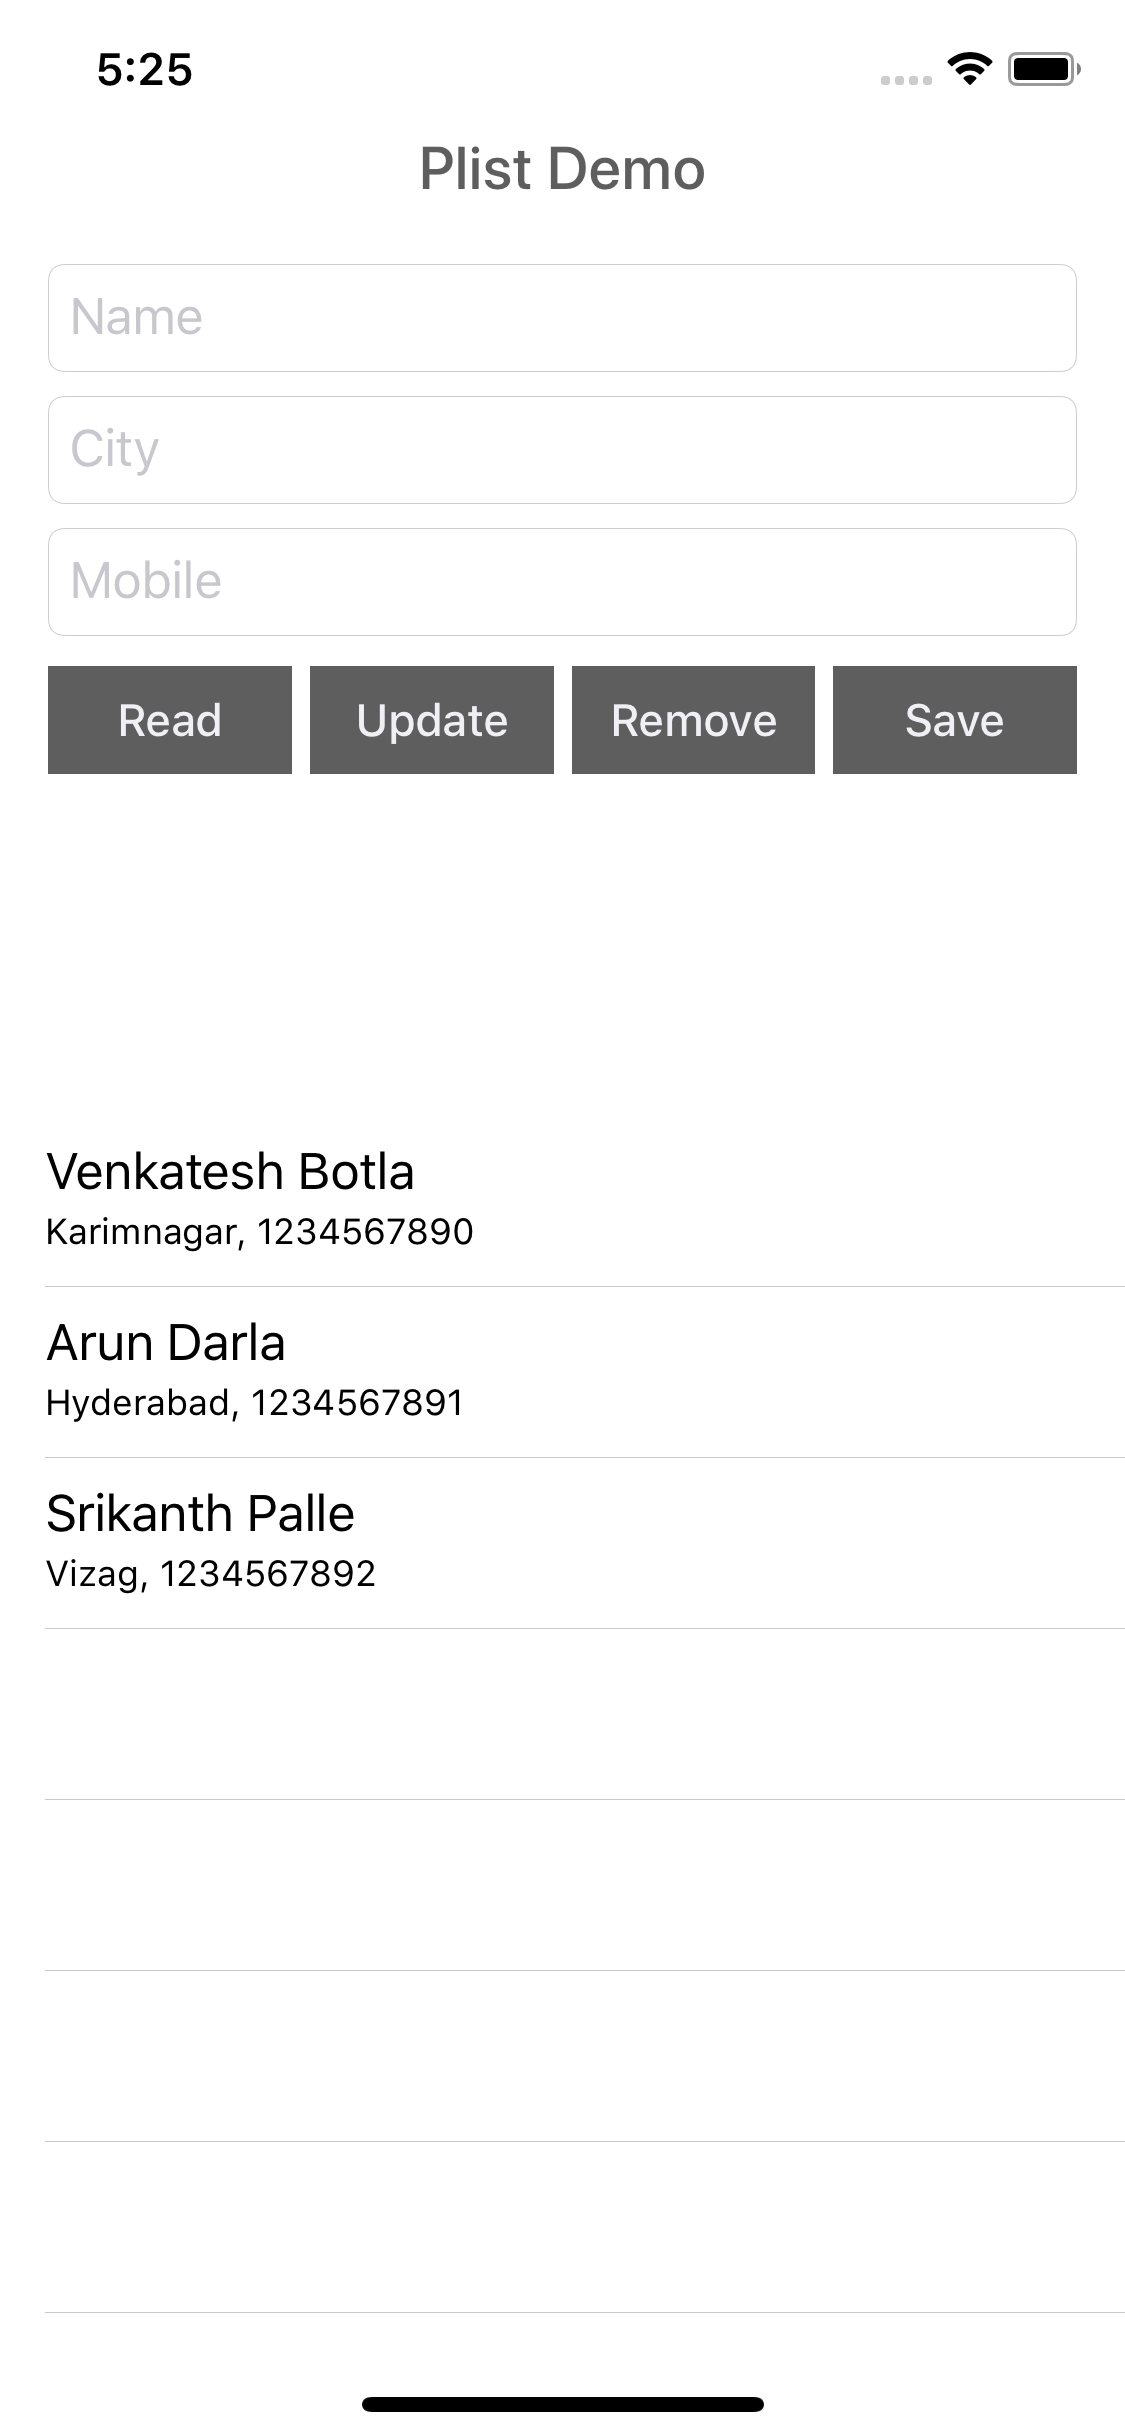 5:25
Plist Demo
Name
City
Mobile
Read Update Remove Save
Venkatesh Botla
Karimnagar, 1234567890
Arun Darla
Hyderabad, 1234567891
Srikanth Palle
Vizag, 1234567892